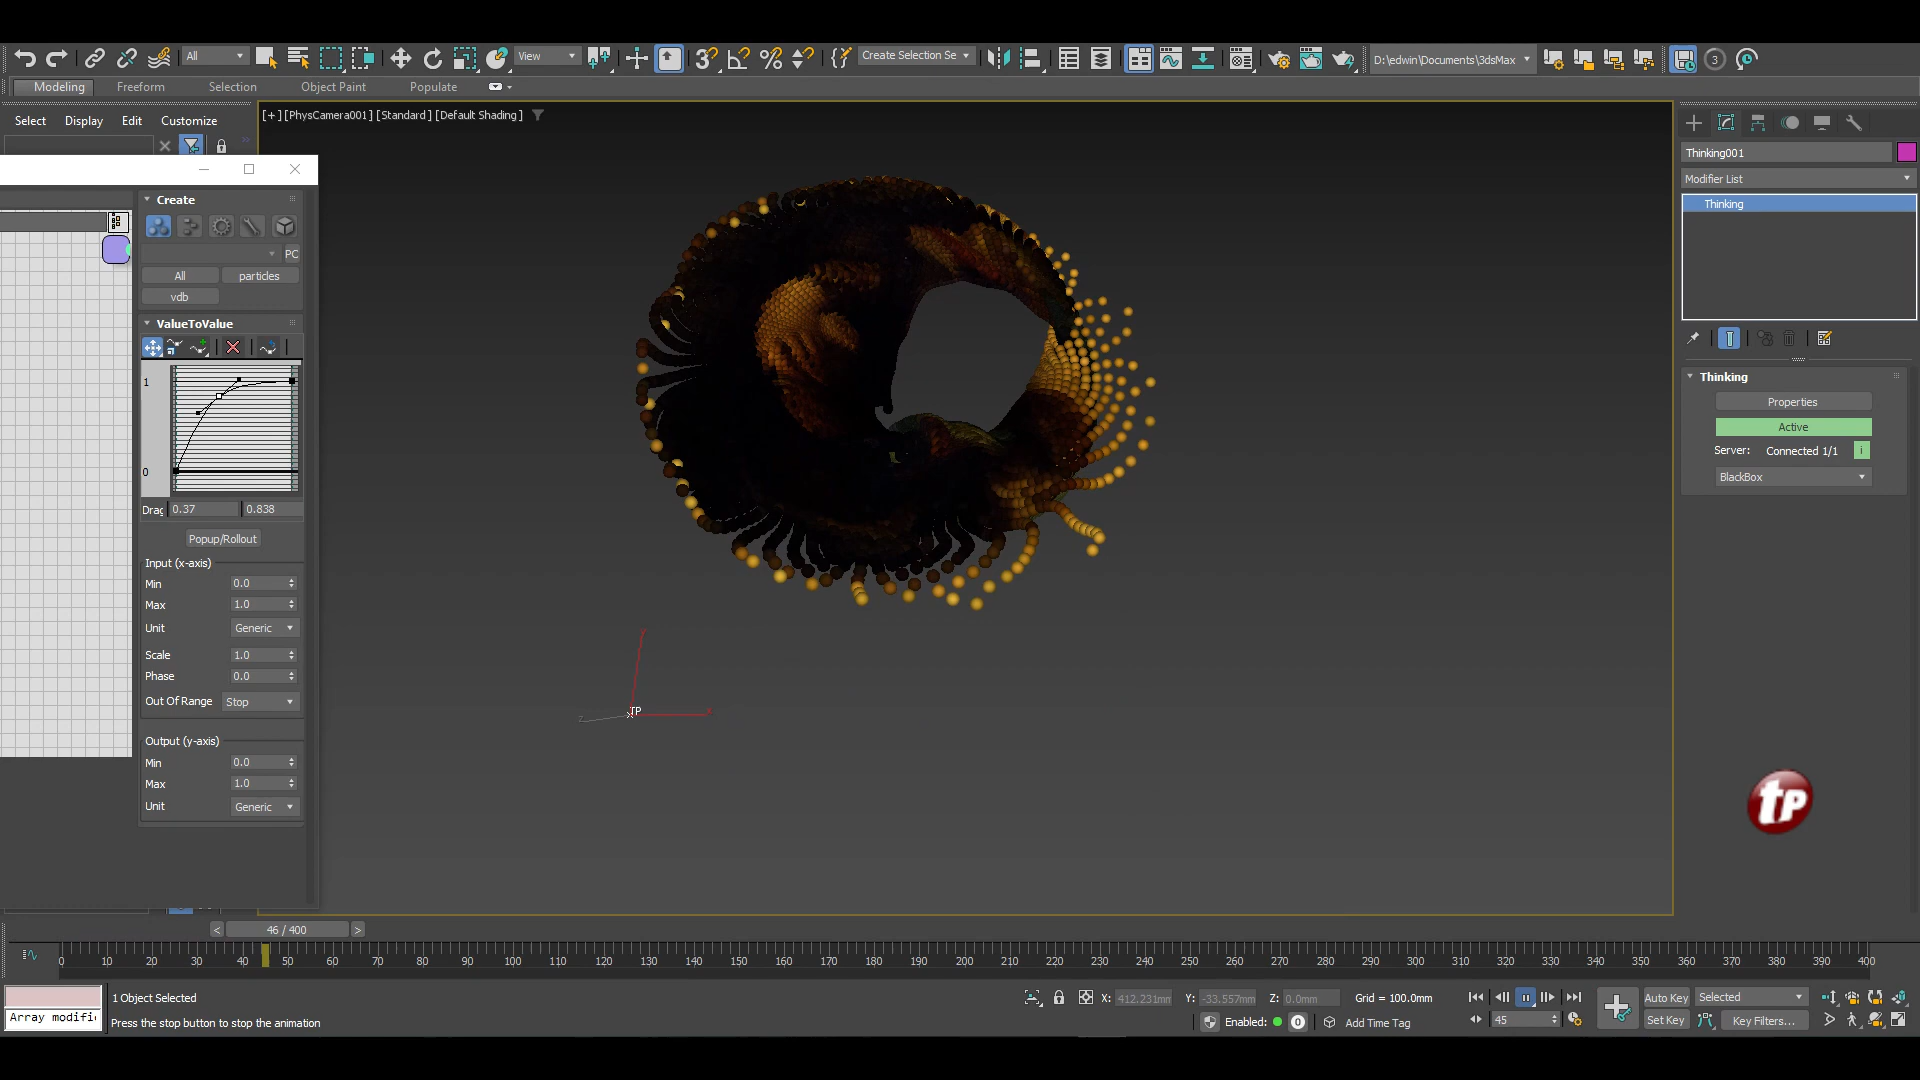 All
View
Create Selection Se
D:\edwin\Documents\3dsMax
3
Modeling
Freeform
Selection
Object Paint
Populate
Select
Display
Edit
Customize
[+] [PhysCamera001] [Standard] [Default Shading]
Thinking001
Modifier List
Thinking
Create
PC
All
particles
vdb
ValueToValue
1
0
Drag
0.37
0.838
Popup/Rollout
Input (x-axis)
Min
0.0
Max
1.0
Unit
Generic
Scale
1.0
Phase
0.0
Out Of Range
Stop
Output (y-axis)
Min
0.0
Max
1.0
Unit
Generic
Thinking
Properties
Active
Server:
Connected 1/1
i
BlackBox
TP
x
z
tp
<
46 / 400
>
0 10 20 30 40 50 60 70 80 90 100 110 120 130 140 150 160 170 180 190 200 210 220 230 240 250 260 270 280 290 300 310 320 330 340 350 360 370 380 390 400
1 Object Selected
X: 412.231mm Y: -33.557mm Z: 0.0mm Grid = 100.0mm
Auto Key
Selected
Array modifi
Press the stop button to stop the animation
Enabled:
0
Add Time Tag
45
Set Key
Key Filters...